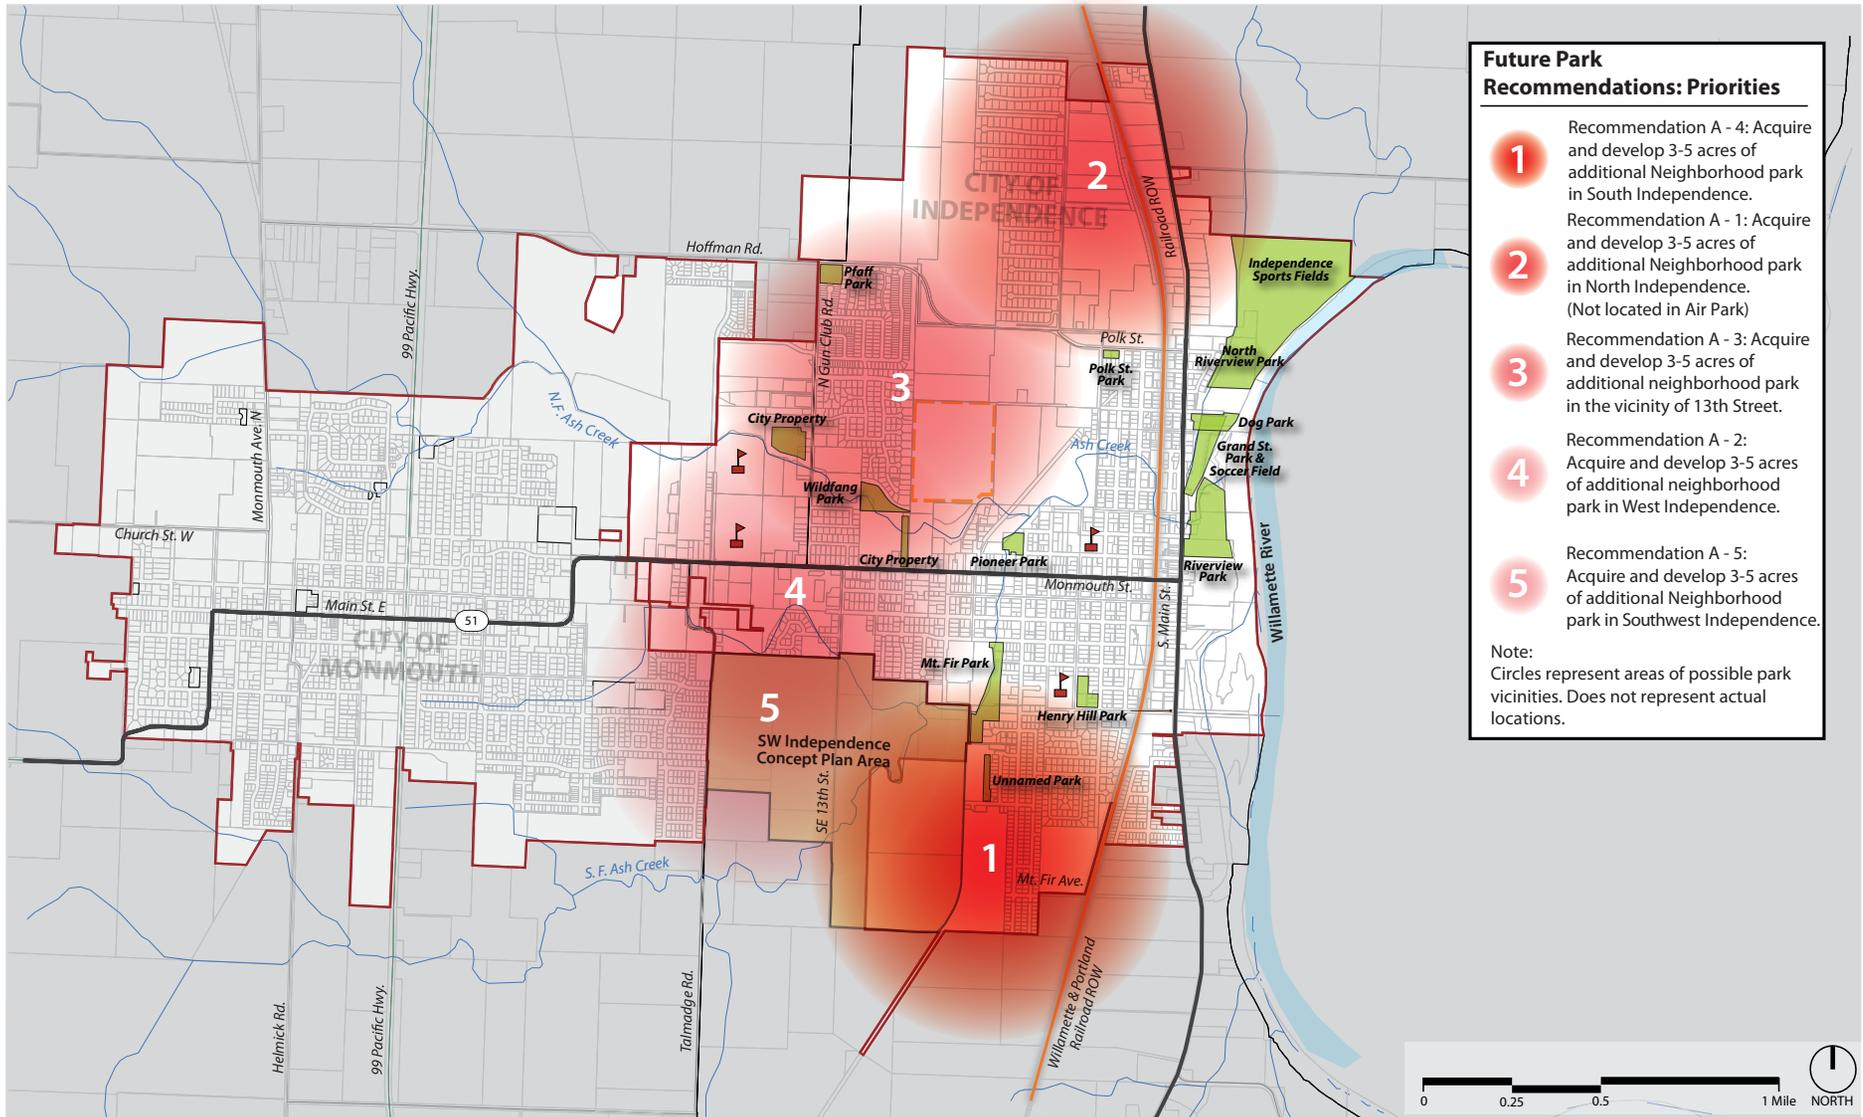 Future Park
Recommendations: Priorities
1
Recommendation A - 4: Acquire
and develop 3-5 acres of
additional Neighborhood park
in South Independence.
2
Recommendation A - 1: Acquire
and develop 3-5 acres of
additional Neighborhood park
in North Independence.
(Not located in Air Park)
3
Recommendation A - 3: Acquire
and develop 3-5 acres of
additional neighborhood park
in the vicinity of 13th Street.
4
Recommendation A - 2:
Acquire and develop 3-5 acres
of additional neighborhood
park in West Independence.
5
Recommendation A - 5:
Acquire and develop 3-5 acres
of additional Neighborhood
park in Southwest Independence.
Note:
Circles represent areas of possible park
vicinities. Does not represent actual
locations.
2
CITY OF
INDEPENDENCE
Railroad ROW
Hoffman Rd.
Pfaff
Park
Independence
Sports Fields
99 Pacific Hwy.
N Gun Club Rd.
Polk St.
Polk St.
Park
North
Riverview Park
3
N.F. Ash Creek
City Property
Dog Park
Monmouth Ave. N
Ash Creek
Grand St.
Park &
Soccer Field
Wildfang
Park
Church St. W
City Property
Pioneer Park
Riverview
Park
Willamette River
Monmouth St.
4
Main St. E
51
S. Main St.
CITY OF
MONMOUTH
Mt. Fir Park
5
Henry Hill Park
SW Independence
Concept Plan Area
SE 13th St.
Unnamed Park
1
S. F. Ash Creek
Mt. Fir Ave.
Helmick Rd.
99 Pacific Hwy.
Talmadge Rd.
Willamette & Portland
Railroad ROW
0
0.25
0.5
1 Mile
NORTH